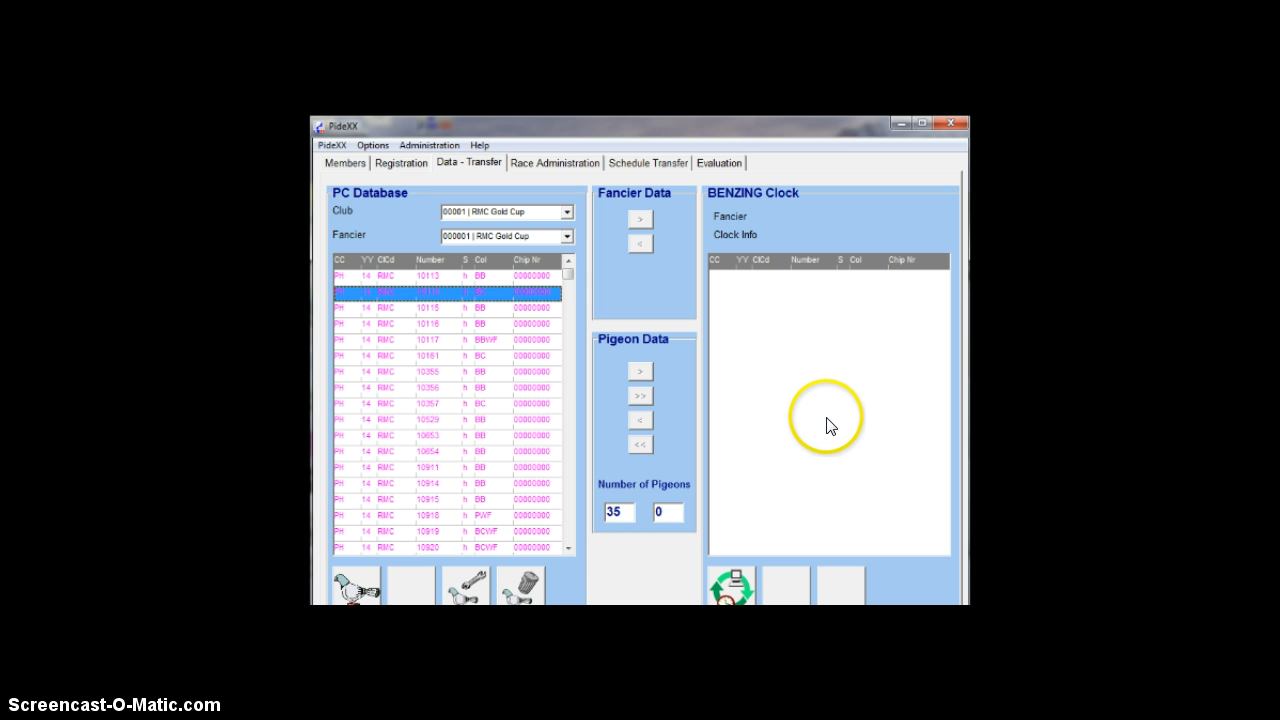 PideXX
PideXX Options Administration Help
Members Registration Data - Transfer Race Administration Schedule Transfer Evaluation
PC Database
Club 00001 | RMC Gold Cup
Fancier 000001 | RMC Gold Cup
CC YY ClCd Number S Col Chip Nr
PH 14 RMC 10113 h BB 00000000
PH 14 RMC 10115 h BB 00000000
PH 14 RMC 10116 h BB 00000000
PH 14 RMC 10117 h BBWF 00000000
PH 14 RMC 10161 h BC 00000000
PH 14 RMC 10355 h BB 00000000
PH 14 RMC 10356 h BB 00000000
PH 14 RMC 10357 h BC 00000000
PH 14 RMC 10529 h BB 00000000
PH 14 RMC 10653 h BB 00000000
PH 14 RMC 10654 h BB 00000000
PH 14 RMC 10911 h BB 00000000
PH 14 RMC 10914 h BB 00000000
PH 14 RMC 10915 h BB 00000000
PH 14 RMC 10918 h PWF 00000000
PH 14 RMC 10919 h BCWF 00000000
PH 14 RMC 10920 h BCWF 00000000
Fancier Data
>
<
Pigeon Data
>
>>
<
<<
Number of Pigeons
35 0
BENZING Clock
Fancier
Clock Info
CC YY ClCd Number S Col Chip Nr
Screencast-O-Matic.com